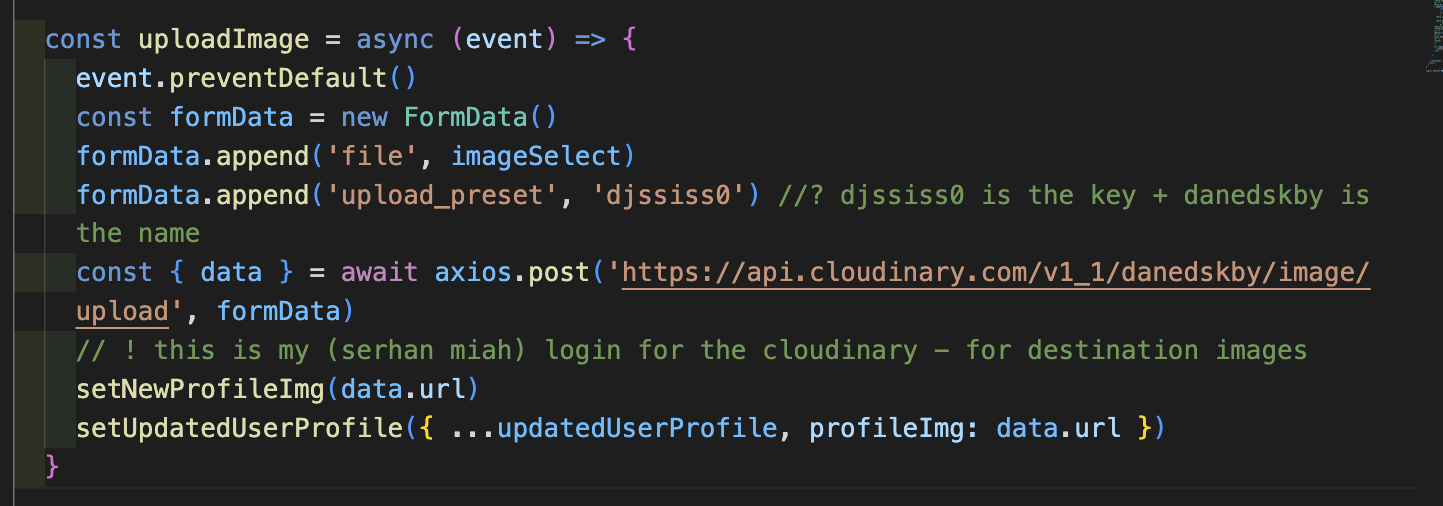 const uploadImage = async (event) => {
event.preventDefault()
const formData = new FormData()
formData.append('file', imageSelect)
formData.append('upload_preset', 'djssiss0') //? djssiss0 is the key + danedskby is
the name
const { data } = await axios.post('https://api.cloudinary.com/v1_1/danedskby/image/
upload', formData)
// ! this is my (serhan miah) login for the cloudinary – for destination images
setNewProfileImg(data.url)
setUpdatedUserProfile({ ...updatedUserProfile, profileImg: data.url })
}